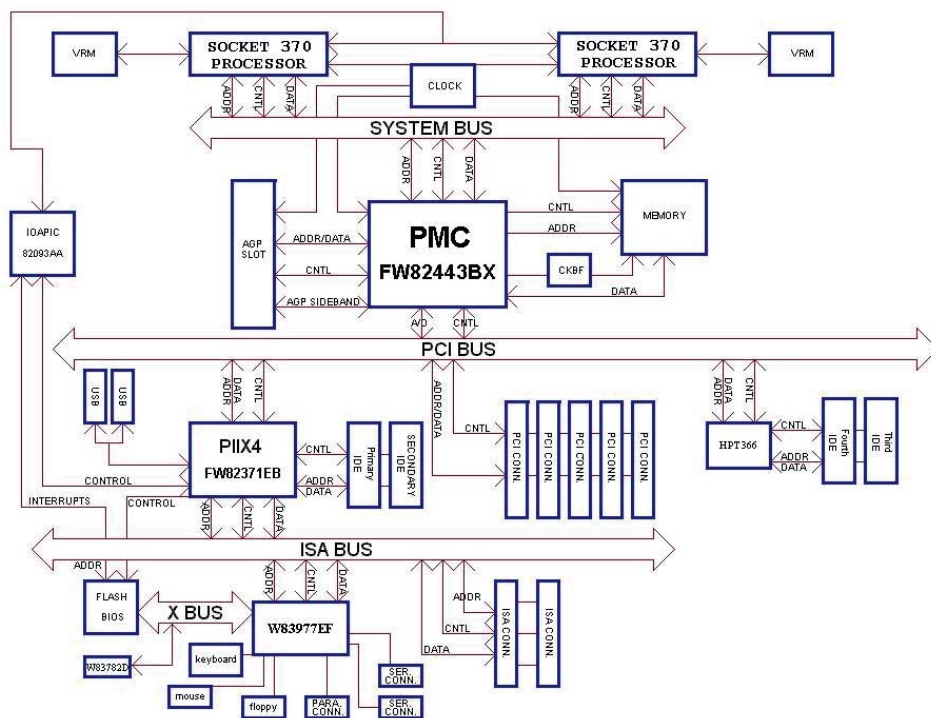 VRM
SOCKET 370
PROCESSOR
SOCKET 370
PROCESSOR
VRM
CLOCK
ADDR
CNTL
DATA
ADDR
CNTL
DATA
SYSTEM BUS
ADDR
CNTL
DATA
IOAPIC
82093AA
AGP
SLOT
ADDR/DATA
CNTL
AGP SIDEBAND
PMC
FW82443BX
CNTL
ADDR
CKBF
DATA
MEMORY
A/D
CNTL
PCI BUS
ADDR
DATA
CNTL
ADDR/DATA
ADDR
DATA
CNTL
USB
USB
PIIX4
FW82371EB
CNTL
ADDR
DATA
Primary
IDE
SECONDARY
IDE
CNTL
PCI CONN.
PCI CONN.
PCI CONN.
PCI CONN.
PCI CONN.
HPT366
CNTL
ADDR
DATA
Fourth
IDE
Third
IDE
CONTROL
INTERRUPTS
CONTROL
ADDR
CNTL
DATA
ISA BUS
ADDR
ADDR
CNTL
DATA
FLASH
BIOS
X BUS
W83977EF
ADDR
CNTL
DATA
ISA CONN.
ISA CONN.
W83782D
keyboard
mouse
floppy
PARA.
CONN.
SER.
CONN.
SER.
CONN.